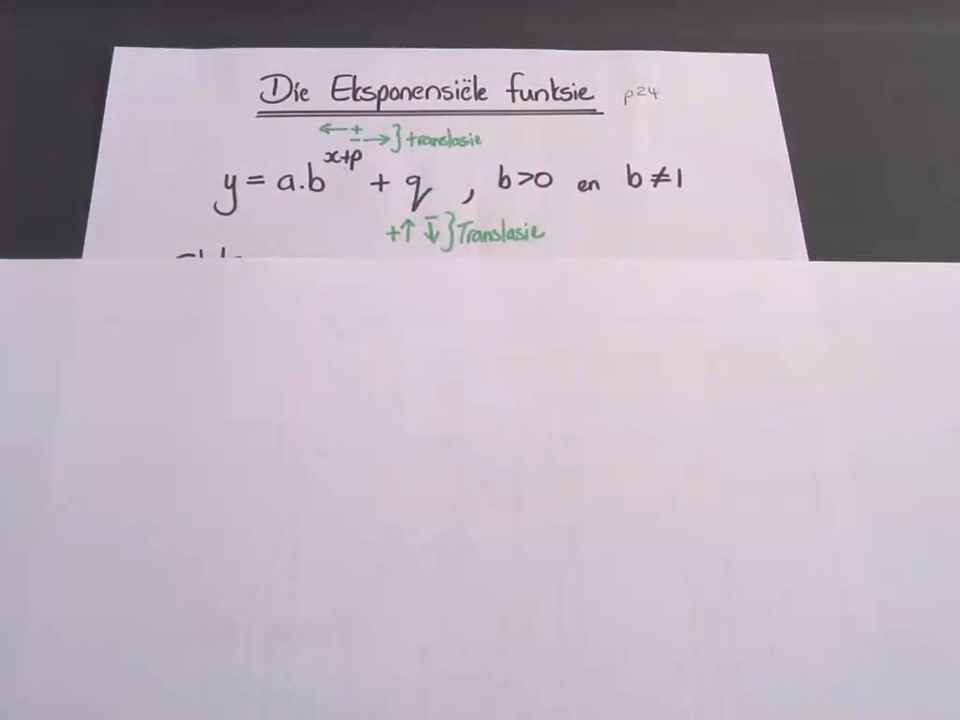 Die Eksponensiële funksie p24
← ± → } translasie
y = a.b^(x+p) + q , b>0 en b≠1
+↑ -↓ } Translasie